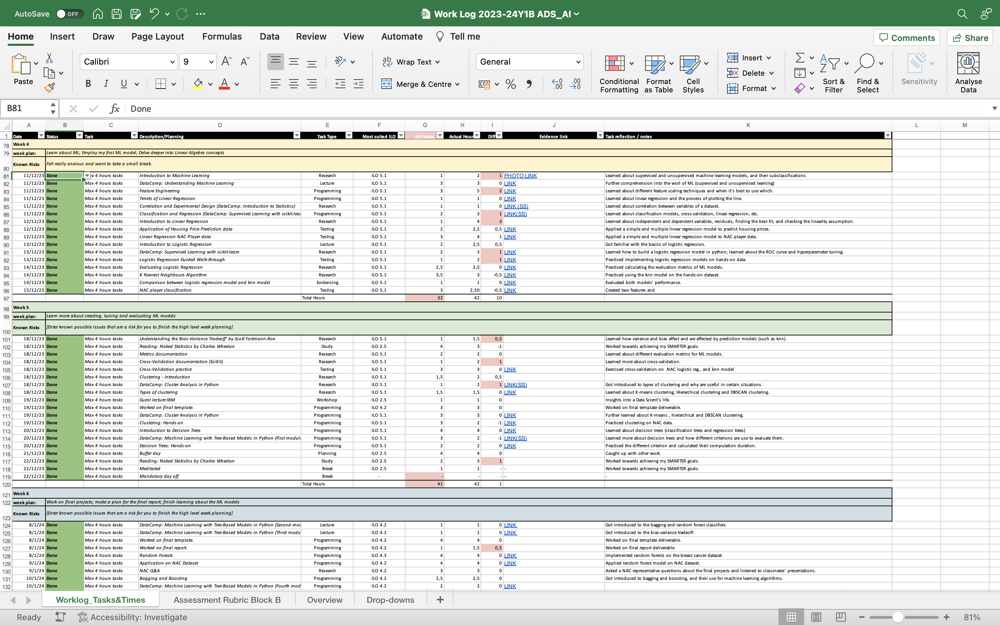 AutoSave OFF Work Log 2023-24Y1B ADS_AI
Home Insert Draw Page Layout Formulas Data Review View Automate Tell me Comments Share
Paste Calibri 9 Wrap Text General Conditional Formatting Format as Table Cell Styles Insert Delete Format Sort & Filter Find & Select Sensitivity Analyse Data
B I U Merge & Centre
B81 fx Done
A B C D E F G H I J K L M
1 Date Status Task Description/Planning Task Type Most suited ILO Est Hours Actual Hour Diff Evidence link Task reflection / notes
78 Week 4
79 week plan: Learn about ML; Employ my first ML model; Delve deeper into Linear Algebra concepts
80 Known Risks Felt really anxious and want to take a small break.
81 11/12/23 Done x 4 hours tasks Introduction to Machine Learning Research ILO 5.1 1 2 1 PHOTO LINK Learned about supervised and unsupervised machine learning models, and their subclassifications.
82 11/12/23 Done Max 4 hours tasks DataCamp: Understanding Machine Learning Lecture ILO 5.1 3 3 0 LINK Further comprehension into the worl of ML (supervised and unsupervised learning)
83 11/12/23 Done Max 4 hours tasks Feature Engineering Programming ILO 5.1 3 5 2 LINK Learned about different feature scaling techniques and when it's best to use which.
84 11/12/23 Done Max 4 hours tasks Tenets of Linear Regression Programming ILO 5.1 1 1 0 LINK Learned about linear regression and the process of plotting the line.
85 11/12/23 Done Max 4 hours tasks Correlation and Experimental Design (DataCamp: Introduction to Statistics) Research ILO 5.1 1 1 0 LINK (SS) Learned about correlation between variables of a dataset.
86 11/12/23 Done Max 4 hours tasks Classification and Regression (DataCamp: Supervised Learning with scikit-lear Programming ILO 5.1 2 3 1 LINK(SS) Learned about classification models, cross-validation, linear regression, etc.
87 12/12/23 Done Max 4 hours tasks Introduction to Linear Regression Research ILO 5.1 1 4 3 Learned about independent and dependent variables, residuals, finding the best fit, and checking the linearity assumption.
88 12/12/23 Done Max 4 hours tasks Application of Housing Price Prediction data Testing ILO 5.1 2 2,5 0,5 LINK Applied a simple and multiple linear regression model to predict housing prices.
89 12/12/23 Done Max 4 hours tasks Linear Regression NAC Player data Testing ILO 5.1 3 4 1 LINK Applied a simple and multiple linear regression model to NAC player data.
90 13/12/23 Done Max 4 hours tasks Introduction to Logistic Regression Lecture ILO 5.1 2 2,5 0,5 Got familiar with the basics of logistic regression.
91 13/12/23 Done Max 4 hours tasks DataCamp: Supervised Learning with scikit-learn Research ILO 5.1 2 3 1 LINK Learned how to build a logistic regression model in python; learned about the ROC curve and hyperparameter tuning.
92 13/12/23 Done Max 4 hours tasks Logistic Regression Guided Walk-through Testing ILO 5.1 1 2 1 LINK Practiced implementing logistic regression models on hands-on data.
93 14/12/23 Done Max 4 hours tasks Evaluating Logistic Regression Research ILO 5.1 2,5 2,5 0 LINK Practiced calculating the evaluation metrics of ML models.
94 14/12/23 Done Max 4 hours tasks K Nearest Neighbours Algorithm Research ILO 5.1 3,5 3 -0,5 LINK Practiced using the knn model on the hands-on dataset.
95 14/12/23 Done Max 4 hours tasks Comparison between logistic regression model and knn model Evidencing ILO 5.1 1 1 0 LINK Evaluated both models' performance.
96 15/12/23 Done Max 4 hours tasks NAC player classification Testing ILO 5.1 3 2,50 -0,5 LINK Created two features and
97 Total Hours 32 42 10
98 Week 5
99 week plan: Learn more about creating, tuning and evaluating ML models
100 Known Risks [Enter known possible issues that are a risk for you to finish the high level week planning]
101 18/12/23 Done Max 4 hours tasks Understanding the Bias-Variance Tradeoff' by Scott Fortmann-Roe Research ILO 5.1 1 1,5 0,5 Learned how variance and bias affect and are affected by prediction models (such as knn).
102 18/12/23 Done Max 4 hours tasks Reading: Naked Statistics by Charles Wheelan Study ILO 2.5 4 3 -1 Worked towards achieving my SMARTER goals.
103 18/12/23 Done Max 4 hours tasks Metrics documentation Research ILO 5.1 2 2 0 Learned about different evaluation metrics for ML models.
104 18/12/23 Done Max 4 hours tasks Cross-Validation documentation (SciKit) Research ILO 5.1 1 2 1 Learned more about cross-validation.
105 18/12/23 Done Max 4 hours tasks Cross-Validation practice Testing ILO 5.1 3 3 0 LINK Exercised cross-validation on NAC logistic reg., and knn model
106 18/12/23 Done Max 4 hours tasks Clustering - Introduction Research ILO 5.1 1,5 2 0,5
107 18/12/23 Done Max 4 hours tasks DataCamp: Cluster Analysis in Python Research ILO 5.1 1 2 1 LINK(SS) Got introduced to types of clustering and why are useful in certain situations.
108 18/12/23 Done Max 4 hours tasks Types of clustering Research ILO 5.1 1,5 1,5 0 LINK Learned about K-means clustering, Hierarchical clustering and DBSCAN clustering.
109 19/12/23 Done Max 4 hours tasks Guest lecture:IBM Workshop ILO 2.5 1 1 0 Insights into a Data Scient's life.
110 19/12/23 Done Max 4 hours tasks Worked on final template. Programming ILO 4.2 3 3 0 Worked on final template deliverable.
111 19/12/23 Done Max 4 hours tasks DataCamp: Cluster Analysis in Python Programming ILO 5.1 3 3 0 LINK Further learned about K-means , hierarchical and DBSCAN clustering.
112 19/12/23 Done Max 4 hours tasks Clustering: Hands-on Programming ILO 5.1 3 2 -1 LINK Practiced clustering on NAC data.
113 20/12/23 Done Max 4 hours tasks Introduction to Decision Trees Programming ILO 5.1 4 4 0 LINK Learned about decision trees (classification trees and regression trees)
114 20/12/23 Done Max 4 hours tasks DataCamp: Machine Learning with Tree-Based Models in Python (First module Programming ILO 5.1 3 2 -1 LINK(SS) Learned more about decision trees and how different criterions are use to evaluate them.
115 20/12/23 Done Max 4 hours tasks Decision Trees: Hands-on Programming ILO 5.1 2 2 0 LINK Practiced the different criterion and calculated their computation duration.
116 21/12/23 Done Max 4 hours tasks Buffer day Planning ILO 2.5 4 4 0 Caught up with other work.
117 22/12/23 Done Max 4 hours tasks Reading: Naked Statistics by Charles Wheelan Study ILO 2.5 2 3 1 Worked towards achieving my SMARTER goals.
118 22/12/23 Done Max 4 hours tasks Meditated Break ILO 2.5 1 1 - - Worked towards achieving my SMARTER goals.
119 22/12/23 Done Max 4 hours tasks Mandatory day off Break - - - - - -
120 Total Hours 41 42 1
121 Week 6
122 week plan: Work on final projects; make a plan for the final report; finish learning about the ML models
123 Known Risks [Enter known possible issues that are a risk for you to finish the high level week planning]
124 8/1/24 Done Max 4 hours tasks DataCamp: Machine Learning with Tree-Based Models in Python (Second mod Lecture ILO 4.2 1 1 0 LINK Got introduced to the bagging and random forest classifiers.
125 8/1/24 Done Max 4 hours tasks DataCamp: Machine Learning with Tree-Based Models in Python (Third modu Lecture ILO 4.2 1 1 0 LINK Got introduced to the bias-variance tradeoff.
126 8/1/24 Done Max 4 hours tasks Worked on final template. Programming ILO 4.2 4 4 0 Worked on final template deliverable.
127 8/1/24 Done Max 4 hours tasks Worked on final report. Programming ILO 4.2 1 1,5 0,5 Worked on final report deliverable.
128 8/1/24 Done Max 4 hours tasks Random Forests Programming ILO 4.3 4 4 0 LINK Implemented random forests on the breast cancer dataset.
129 9/1/24 Done Max 4 hours tasks Application on NAC Dataset Programming ILO 4.2 4 4 0 LINK Applied random forest model on NAC dataset.
130 9/1/24 Done Max 4 hours tasks NAC Q&A Research ILO 4.2 3 3 0 Asked a NAC representative questions about the final projects and listened to classmates' presentations.
131 10/1/24 Done Max 4 hours tasks Bagging and Boosting Programming ILO 4.2 2,5 2,5 0 Got introduced to bagging and boosting, and their use for machine learning algorithms.
132 10/1/24 Done Max 4 hours tasks DataCamp: Machine Learning with Tree-Based Models in Python (Fourth mod Programming ILO 4.2 2 2 0 LINK
Worklog_Tasks&Times Assessment Rubric Block B Overview Drop-downs +
Ready Accessibility: Investigate 81%